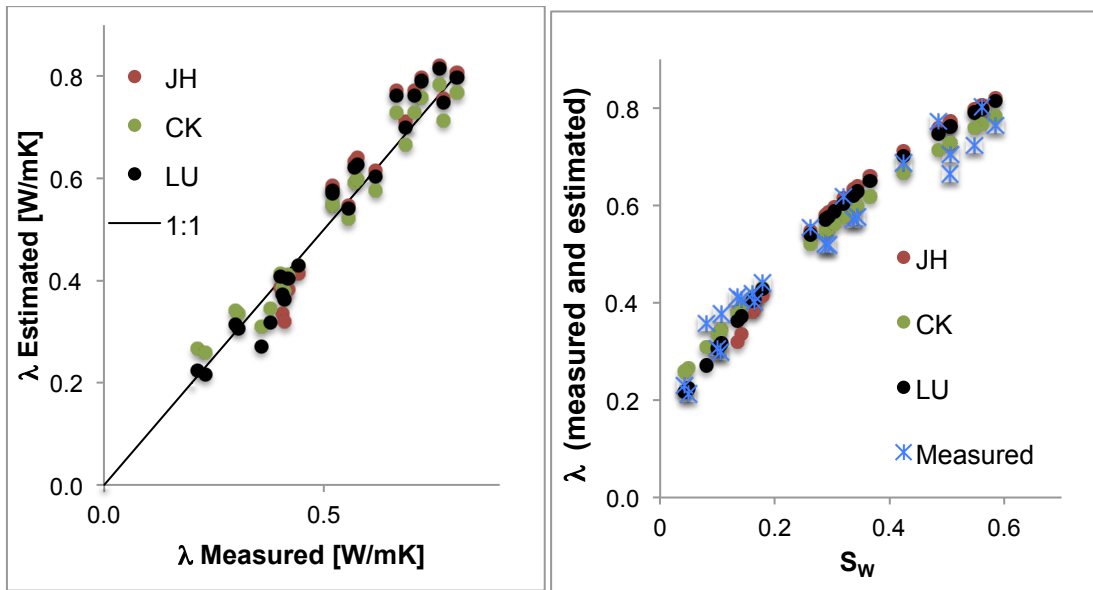 λ Estimated [W/mK]
0.8
0.6
0.4
0.2
0.0
0.0
0.5
JH
CK
LU
1:1
λ Measured [W/mK]
λ (measured and estimated)
0.8
0.6
0.4
0.2
0.0
0
0.2
0.4
0.6
JH
CK
LU
Measured
S_W